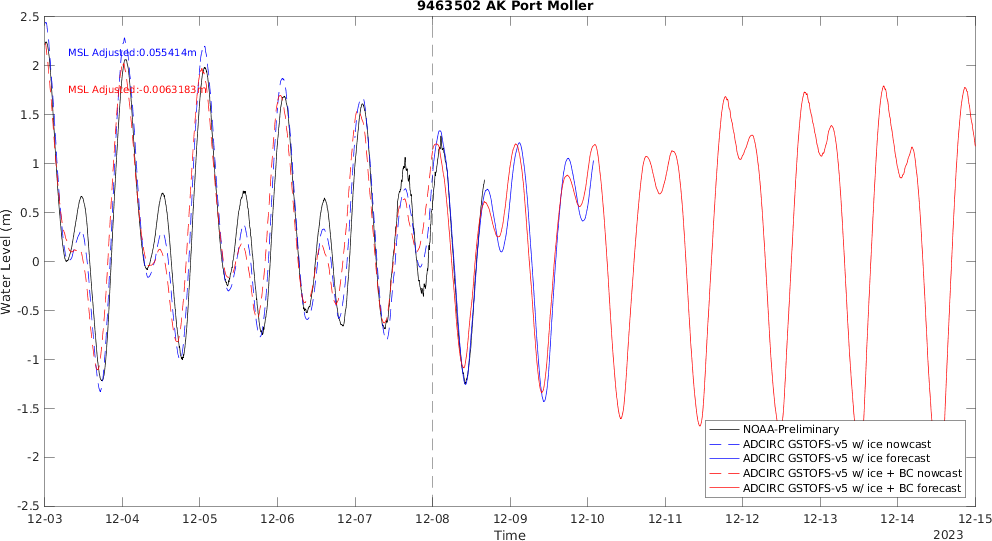 9463502 AK Port Moller
2.5
2
1.5
1
0.5
0
-0.5
-1
-1.5
-2
-2.5
Water Level (m)
MSL Adjusted:0.055414m
MSL Adjusted:-0.0063183m
NOAA-Preliminary
ADCIRC GSTOFS-v5 w/ ice nowcast
ADCIRC GSTOFS-v5 w/ ice forecast
ADCIRC GSTOFS-v5 w/ ice + BC nowcast
ADCIRC GSTOFS-v5 w/ ice + BC forecast
12-03 12-04 12-05 12-06 12-07 12-08 12-09 12-10 12-11 12-12 12-13 12-14 12-15
Time
2023